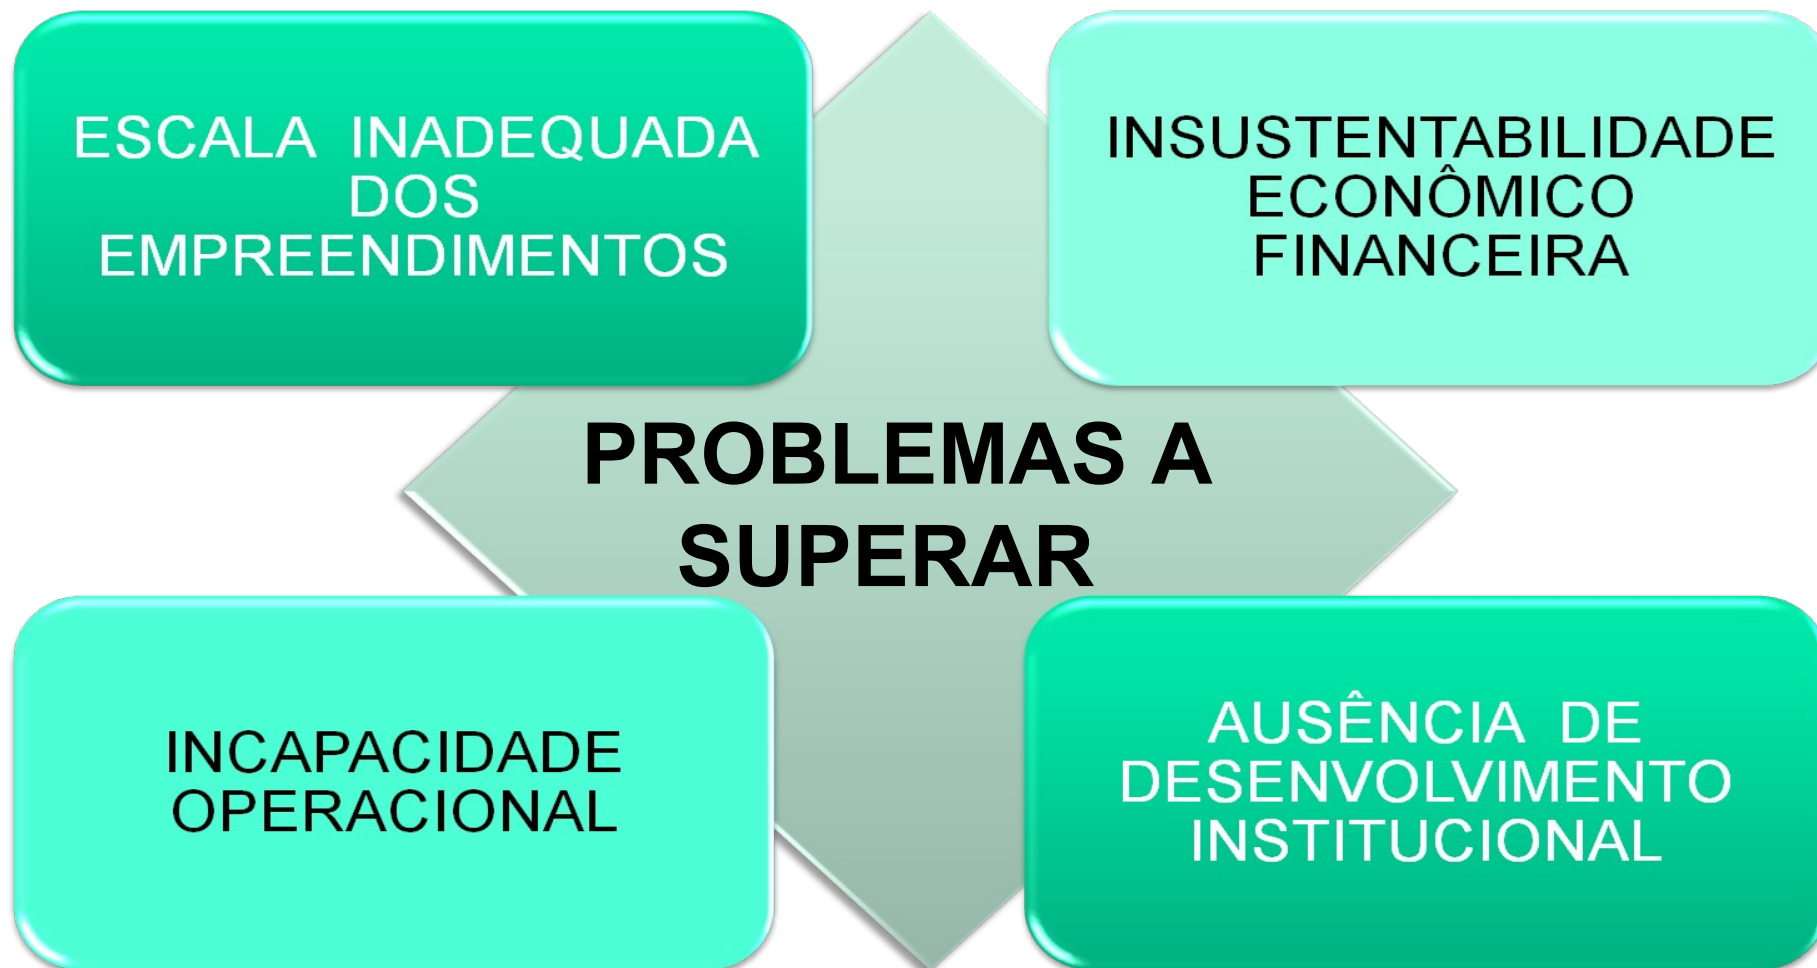 ESCALA INADEQUADA
DOS
EMPREENDIMENTOS
INSUSTENTABILIDADE
ECONÔMICO
FINANCEIRA
PROBLEMAS A
SUPERAR
INCAPACIDADE
OPERACIONAL
AUSÊNCIA DE
DESENVOLVIMENTO
INSTITUCIONAL